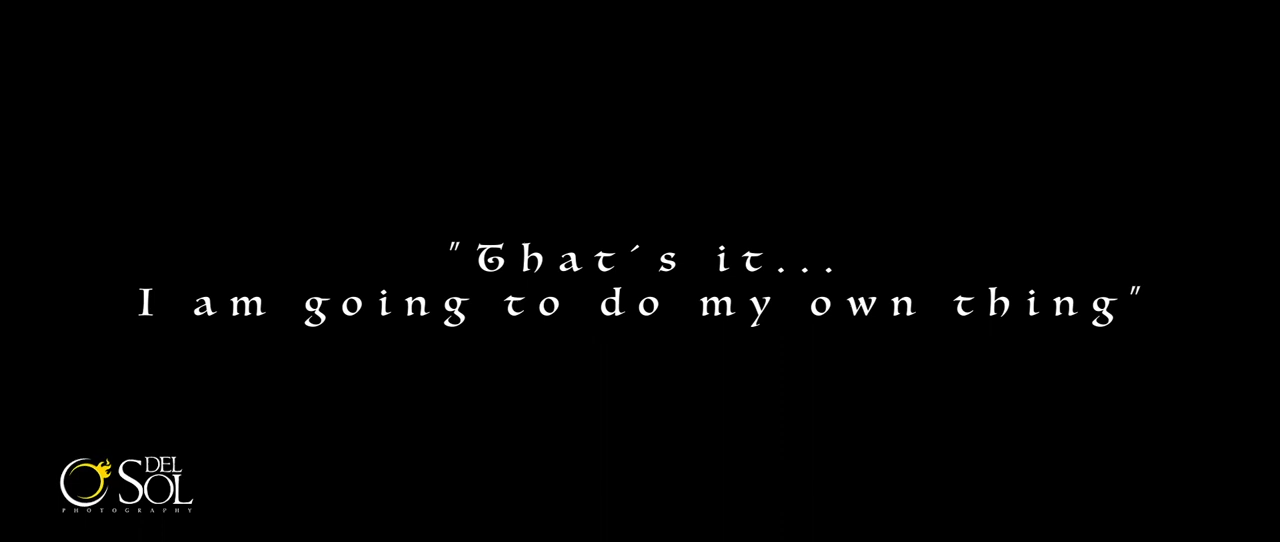 "That´s it...
I am going to do my own thing"
DEL
SOL
PHOTOGRAPHY